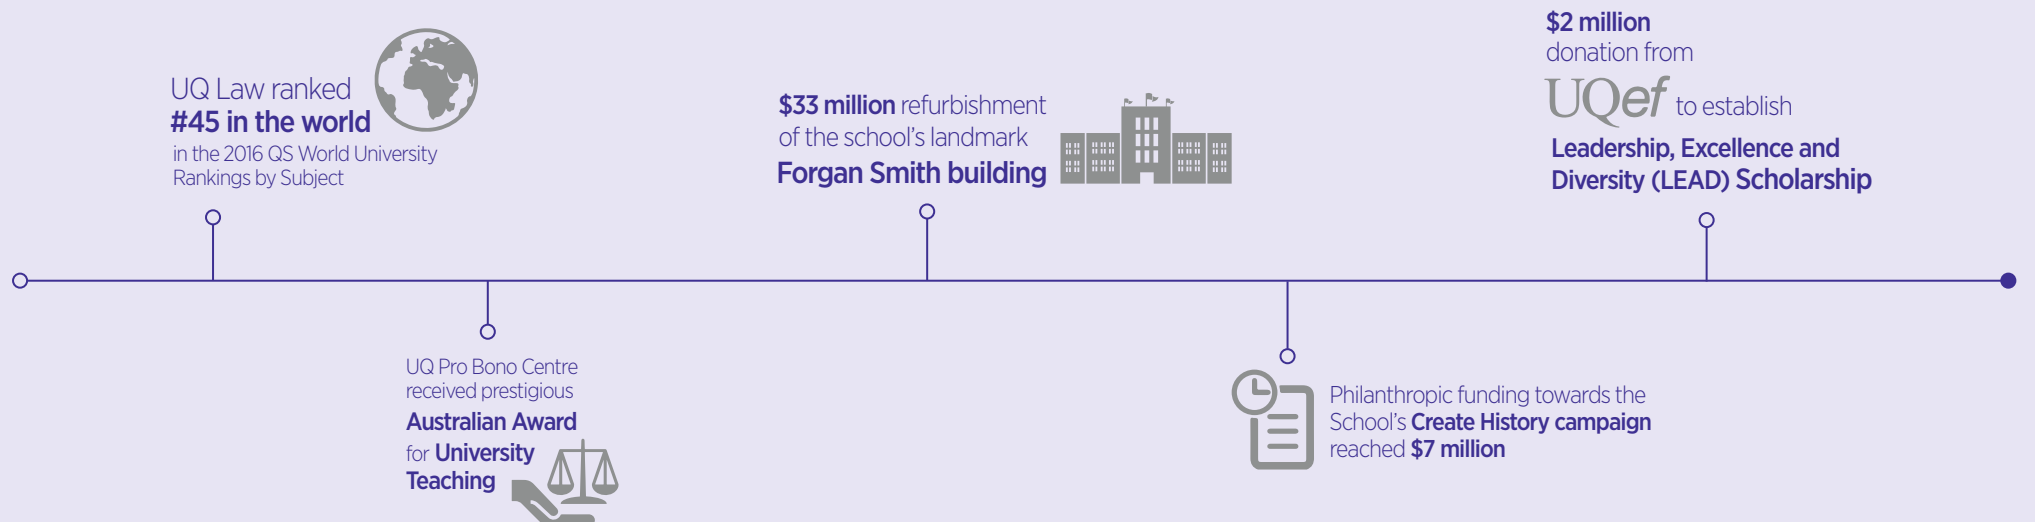 UQ Law ranked
#45 in the world
in the 2016 QS World University
Rankings by Subject
UQ Pro Bono Centre
received prestigious
Australian Award
for University
Teaching
$33 million refurbishment
of the school's landmark
Forgan Smith building
Philanthropic funding towards the
School's Create History campaign
reached $7 million
$2 million
donation from
UQef to establish
Leadership, Excellence and
Diversity (LEAD) Scholarship